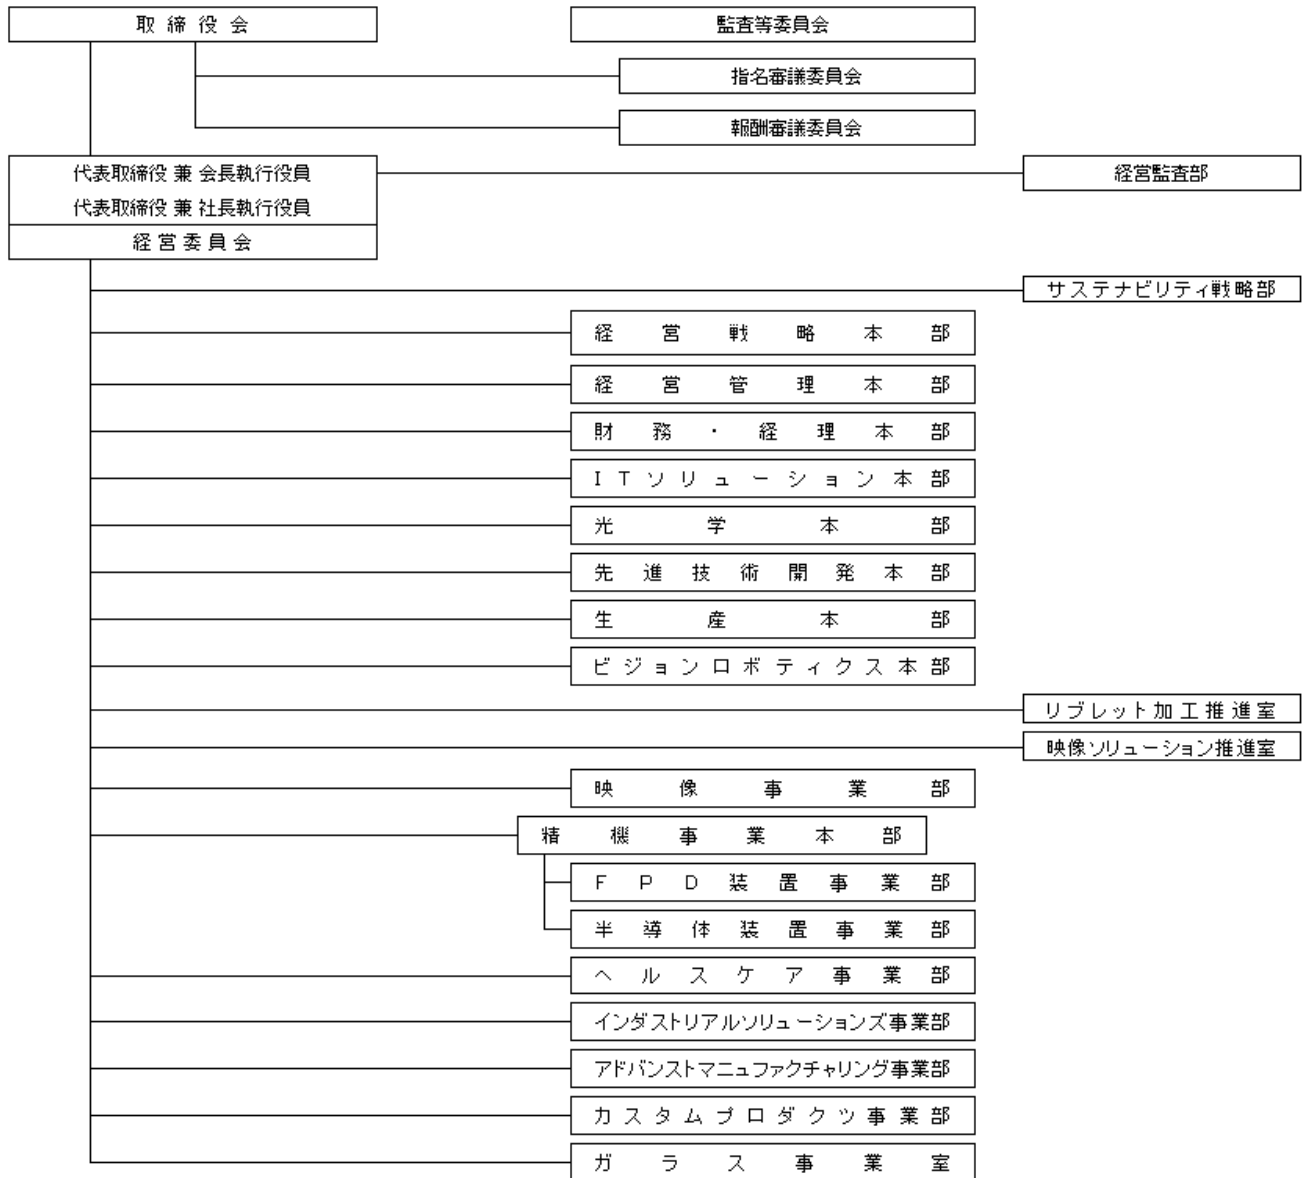 取締役会
監査等委員会
指名審議委員会
報酬審議委員会
代表取締役 兼 会長執行役員
経営監査部
代表取締役 兼 社長執行役員
経営委員会
サステナビリティ戦略部
経営戦略本部
経営管理本部
財務・経理本部
ITソリューション本部
光学本部
先進技術開発本部
生産本部
ビジョンロボティクス本部
リブレット加工推進室
映像ソリューション推進室
映像事業部
精機事業本部
FPD装置事業部
半導体装置事業部
ヘルスケア事業部
インダストリアルソリューションズ事業部
アドバンストマニュファクチャリング事業部
カスタムプロダクツ事業部
ガラス事業室